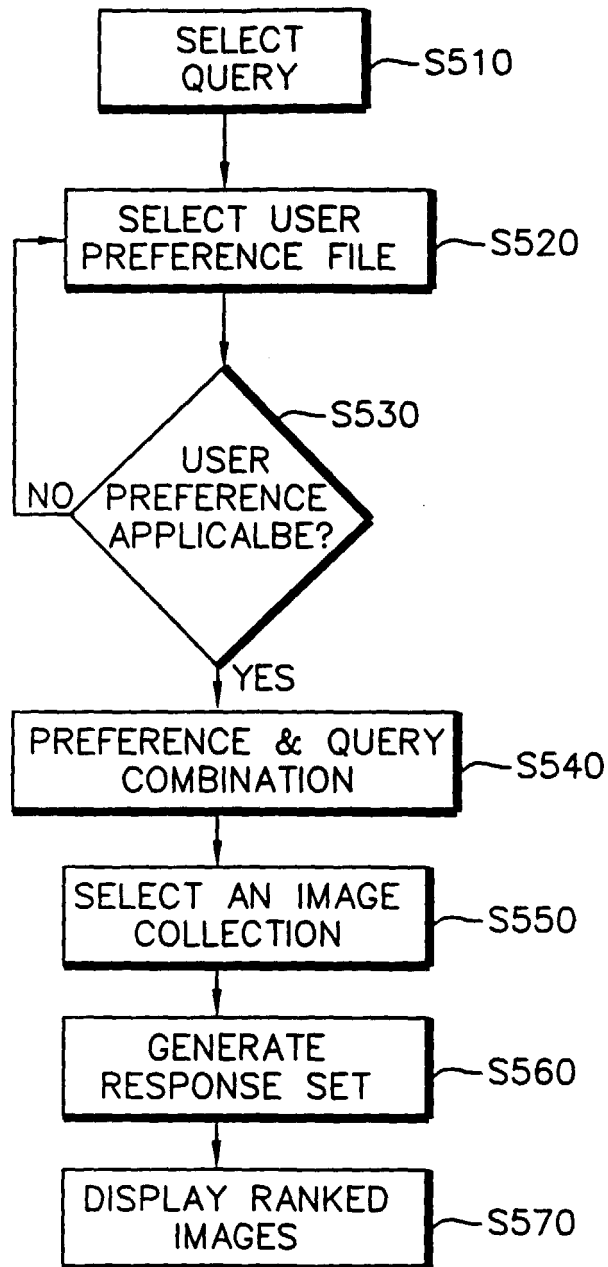 SELECT
QUERY
S510
SELECT USER
PREFERENCE FILE
S520
S530
USER
PREFERENCE
APPLICALBE?
NO
YES
PREFERENCE & QUERY
COMBINATION
S540
SELECT AN IMAGE
COLLECTION
S550
GENERATE
RESPONSE SET
S560
DISPLAY RANKED
IMAGES
S570